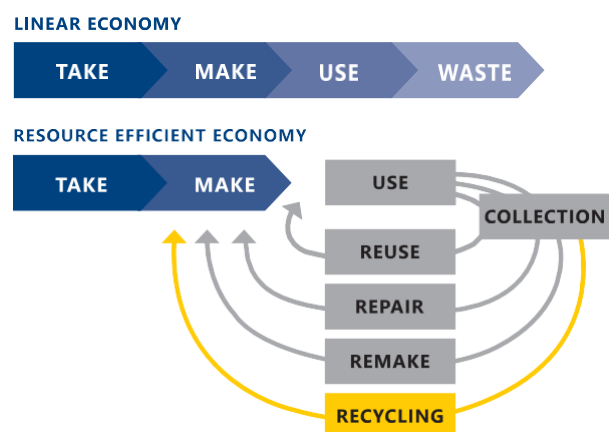 LINEAR ECONOMY
TAKE MAKE USE WASTE
RESOURCE EFFICIENT ECONOMY
TAKE MAKE USE
COLLECTION
REUSE
REPAIR
REMAKE
RECYCLING